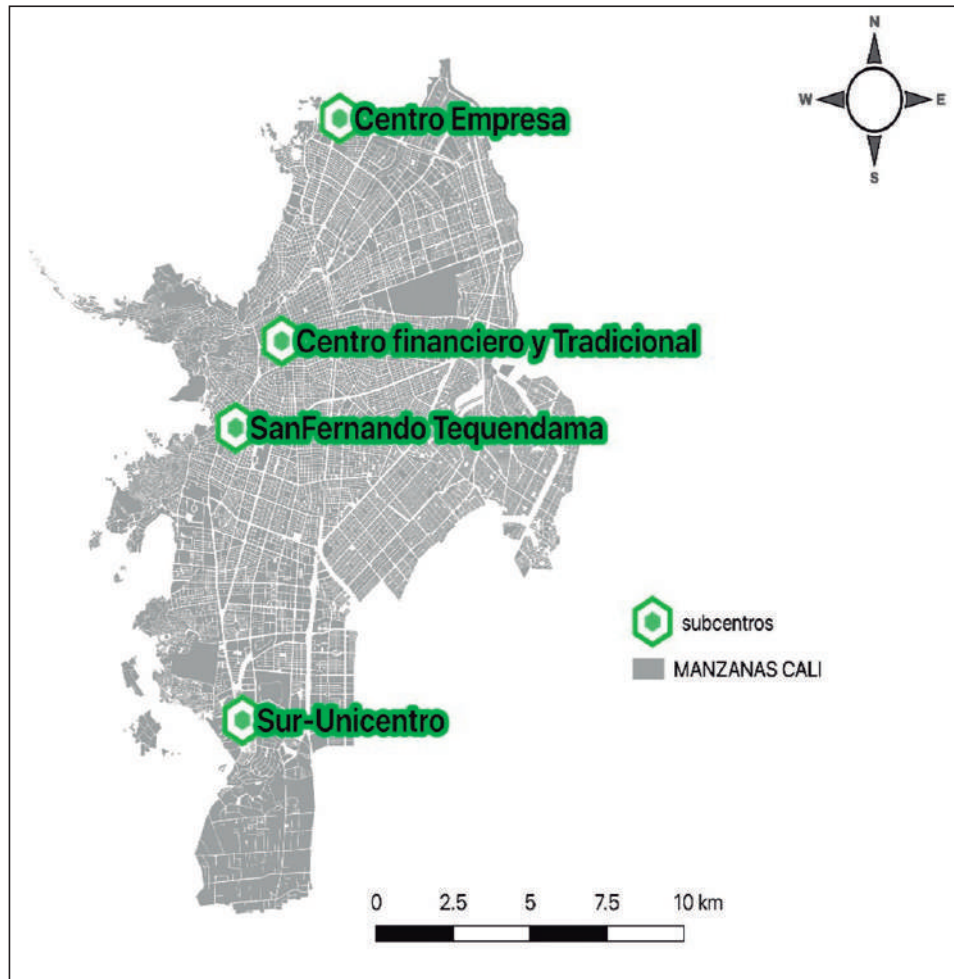 N
W E
S
Centro Empresa
Centro financiero y Tradicional
SanFernando Tequendama
subcentros
MANZANAS CALI
Sur-Unicentro
0 2.5 5 7.5 10 km